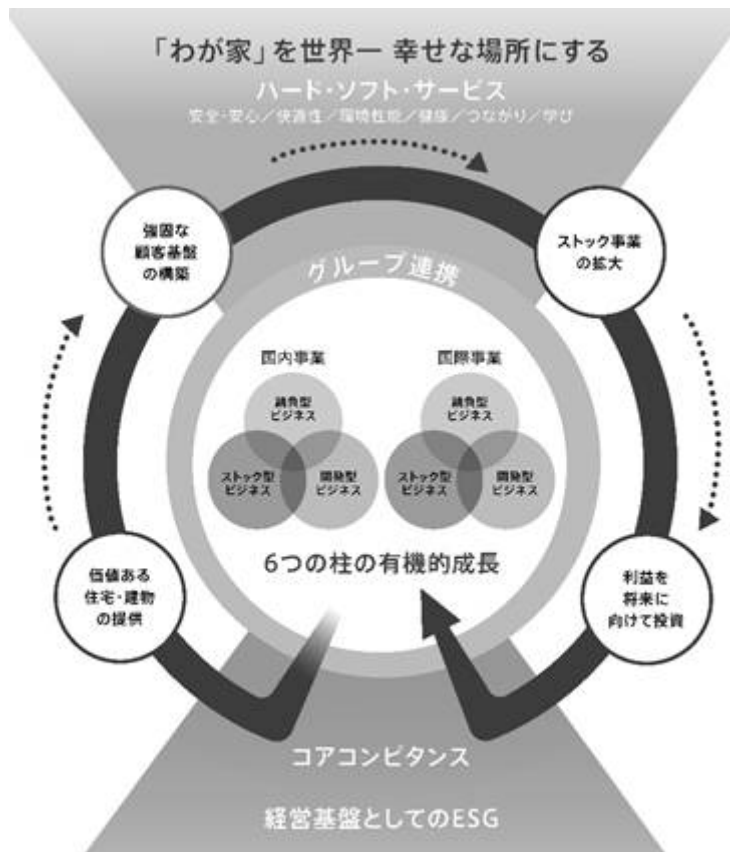 「わが家」を世界一 幸せな場所にする
ハード・ソフト・サービス
安全・安心／快適性／環境性能／健康／つながり／学び
強固な
顧客基盤
の構築
ストック事業
の拡大
グループ連携
国内事業
請負型
ビジネス
ストック型
ビジネス
開発型
ビジネス
国際事業
請負型
ビジネス
ストック型
ビジネス
開発型
ビジネス
6つの柱の有機的成長
価値ある
住宅・建物
の提供
利益を
将来に
向けて投資
コアコンピタンス
経営基盤としてのESG